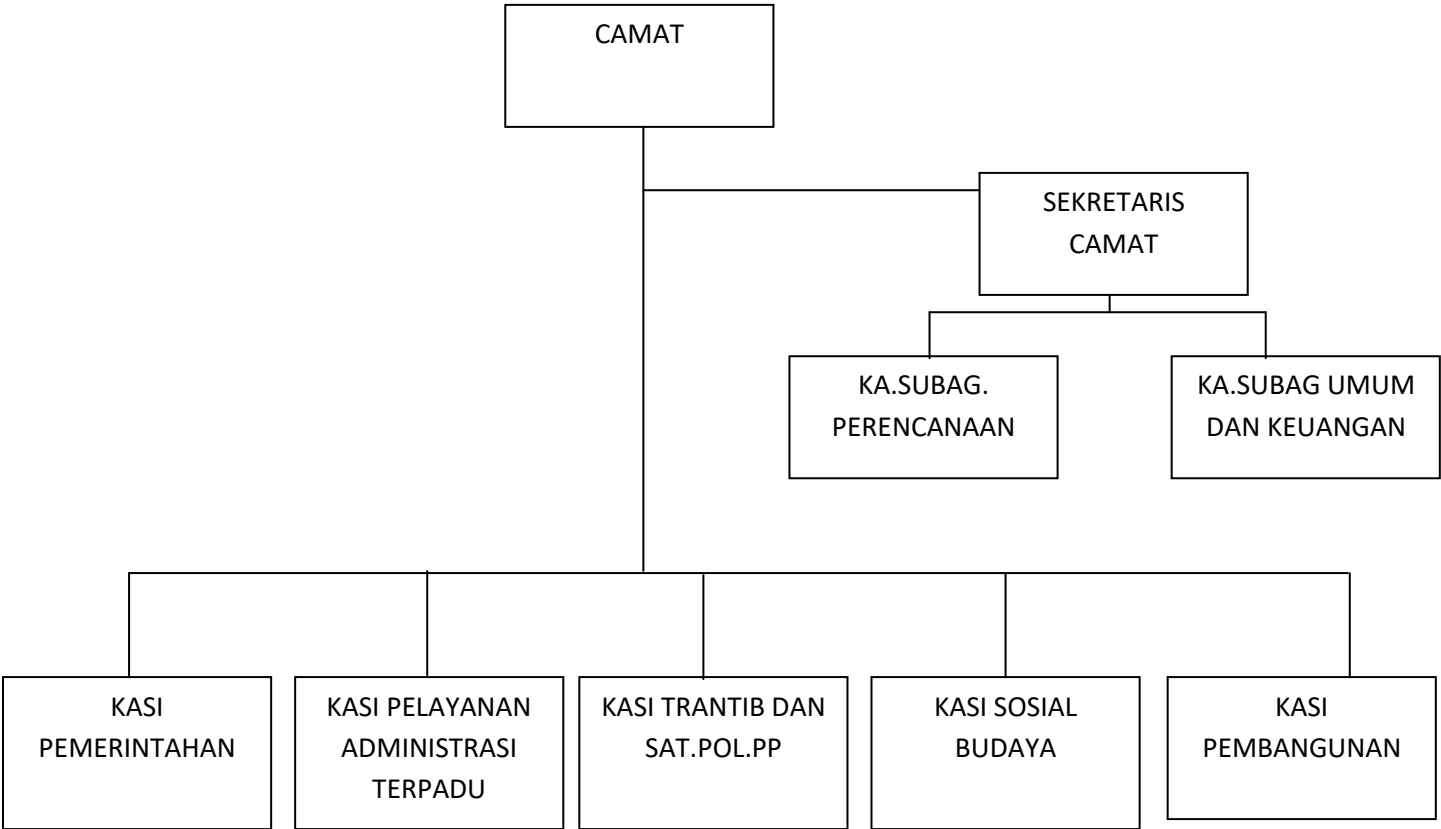 CAMAT
SEKRETARIS
CAMAT
KA.SUBAG.
PERENCANAAN
KA.SUBAG UMUM
DAN KEUANGAN
KASI
PEMERINTAHAN
KASI PELAYANAN
ADMINISTRASI
TERPADU
KASI TRANTIB DAN
SAT.POL.PP
KASI SOSIAL
BUDAYA
KASI
PEMBANGUNAN